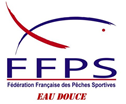 FFPS
Fédération Française des Pêches Sportives
EAU DOUCE